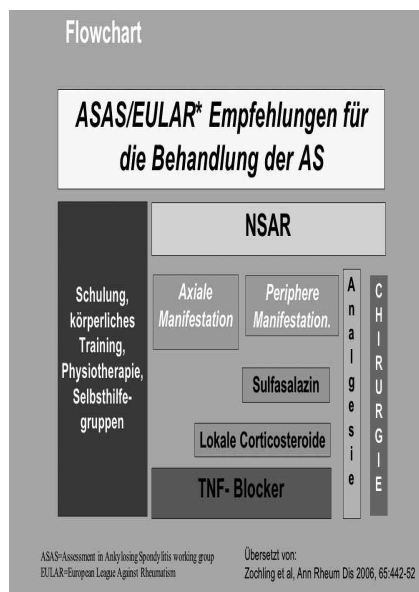 Flowchart
ASAS/EULAR* Empfehlungen für
die Behandlung der AS
NSAR
Schulung,
körperliches
Training,
Physiotherapie,
Selbsthilfe-
gruppen
Axiale
Manifestation
Periphere
Manifestation.
Sulfasalazin
Lokale Corticosteroide
TNF- Blocker
Analgesie
CHIRURGIE
ASAS=Assessment in Ankylosing Spondylitis working group
EULAR=European League Against Rheumatism
Übersetzt von:
Zochling et al, Ann Rheum Dis 2006, 65:442-52